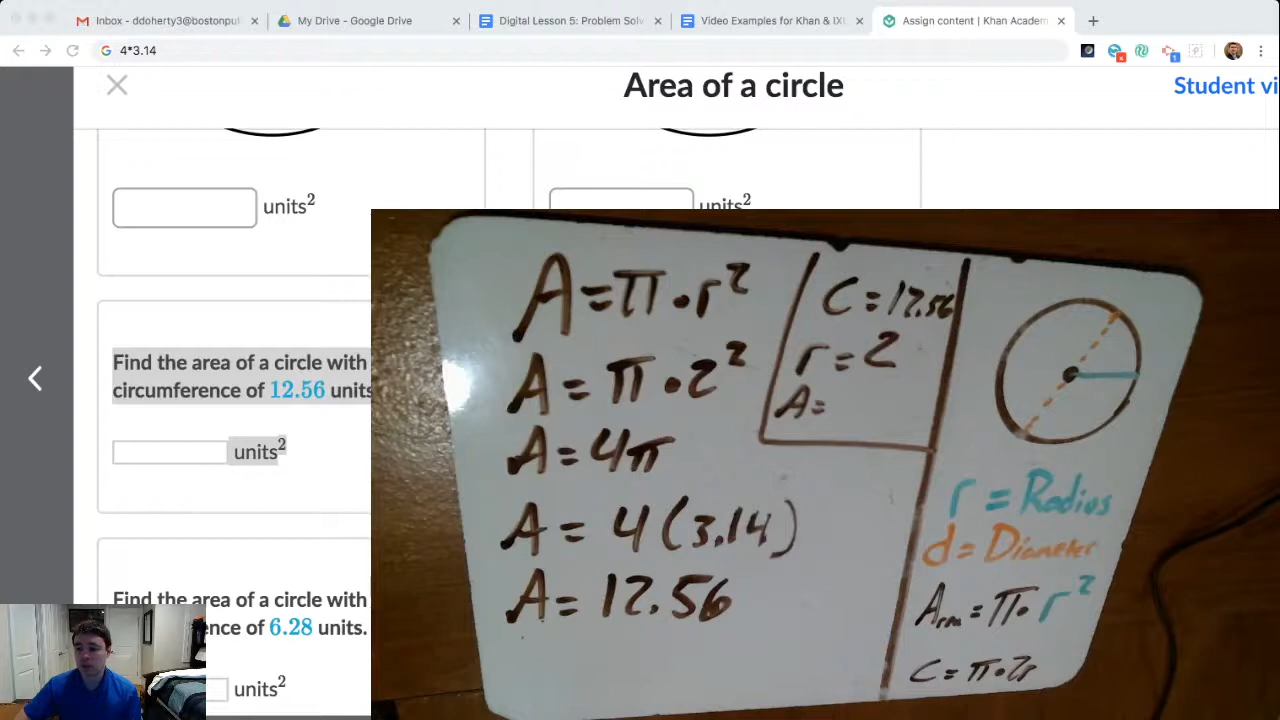 Inbox - ddoherty3@bostonpubl
My Drive - Google Drive
Digital Lesson 5: Problem Solv
Video Examples for Khan & IXL
Assign content | Khan Academ
4*3.14
Area of a circle
Student vi
units²
units²
Find the area of a circle with
circumference of 12.56 units
units²
Find the area of a circle with
ence of 6.28 units.
units²
A = π · r²
A = π · 2²
A = 4π
A = 4(3.14)
A = 12.56
C = 12.56
r = 2
A =
r = Radius
d = Diameter
= π · r²
C = π · 2r